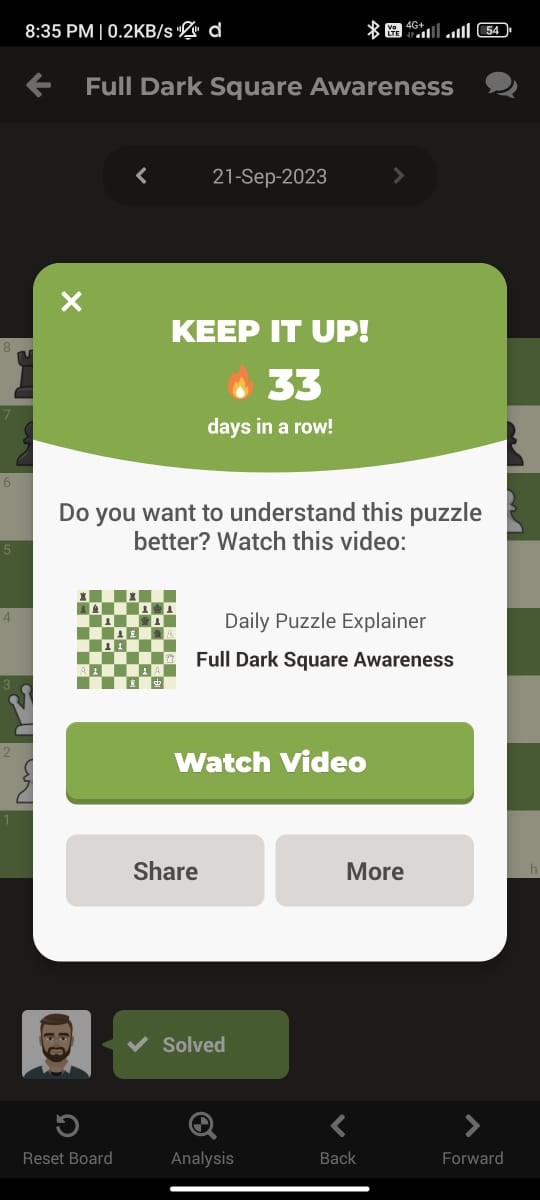 8:35 PM | 0.2KB/s d Vo LTE 4G+ 54
Full Dark Square Awareness
21-Sep-2023
KEEP IT UP!
33
days in a row!
8
7
6
5
4
3
2
1
h
Do you want to understand this puzzle
better? Watch this video:
Daily Puzzle Explainer
Full Dark Square Awareness
Watch Video
Share More
Solved
Reset Board Analysis Back Forward